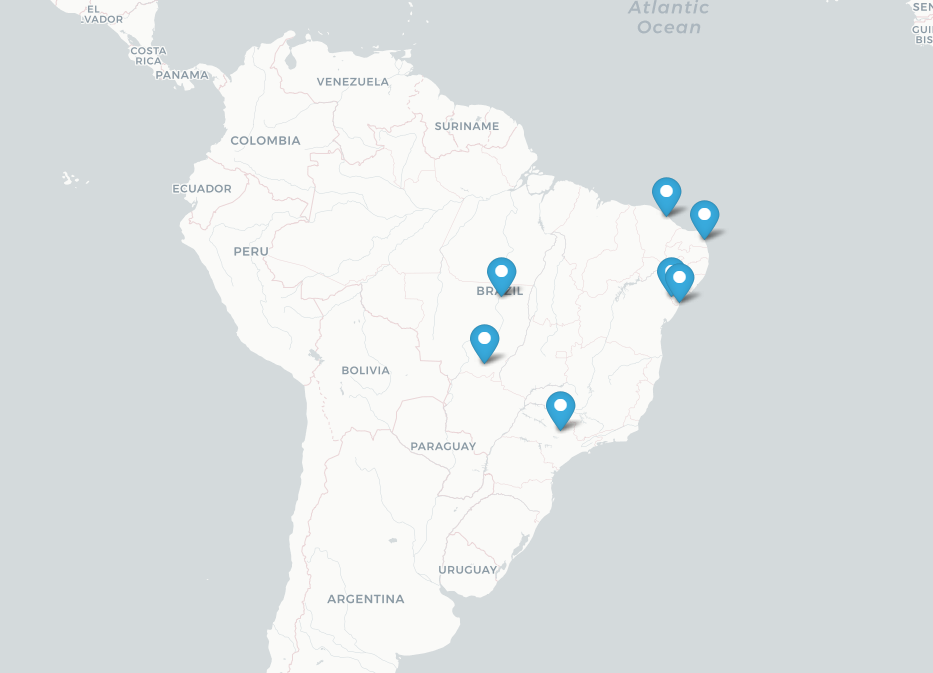 Atlantic
Ocean
EL
.VADOR
SEN
GUI
BIS
COSTA
RICA
PANAMA
VENEZUELA
SURINAME
COLOMBIA
ECUADOR
PERU
BRAZIL
BOLIVIA
PARAGUAY
URUGUAY
ARGENTINA